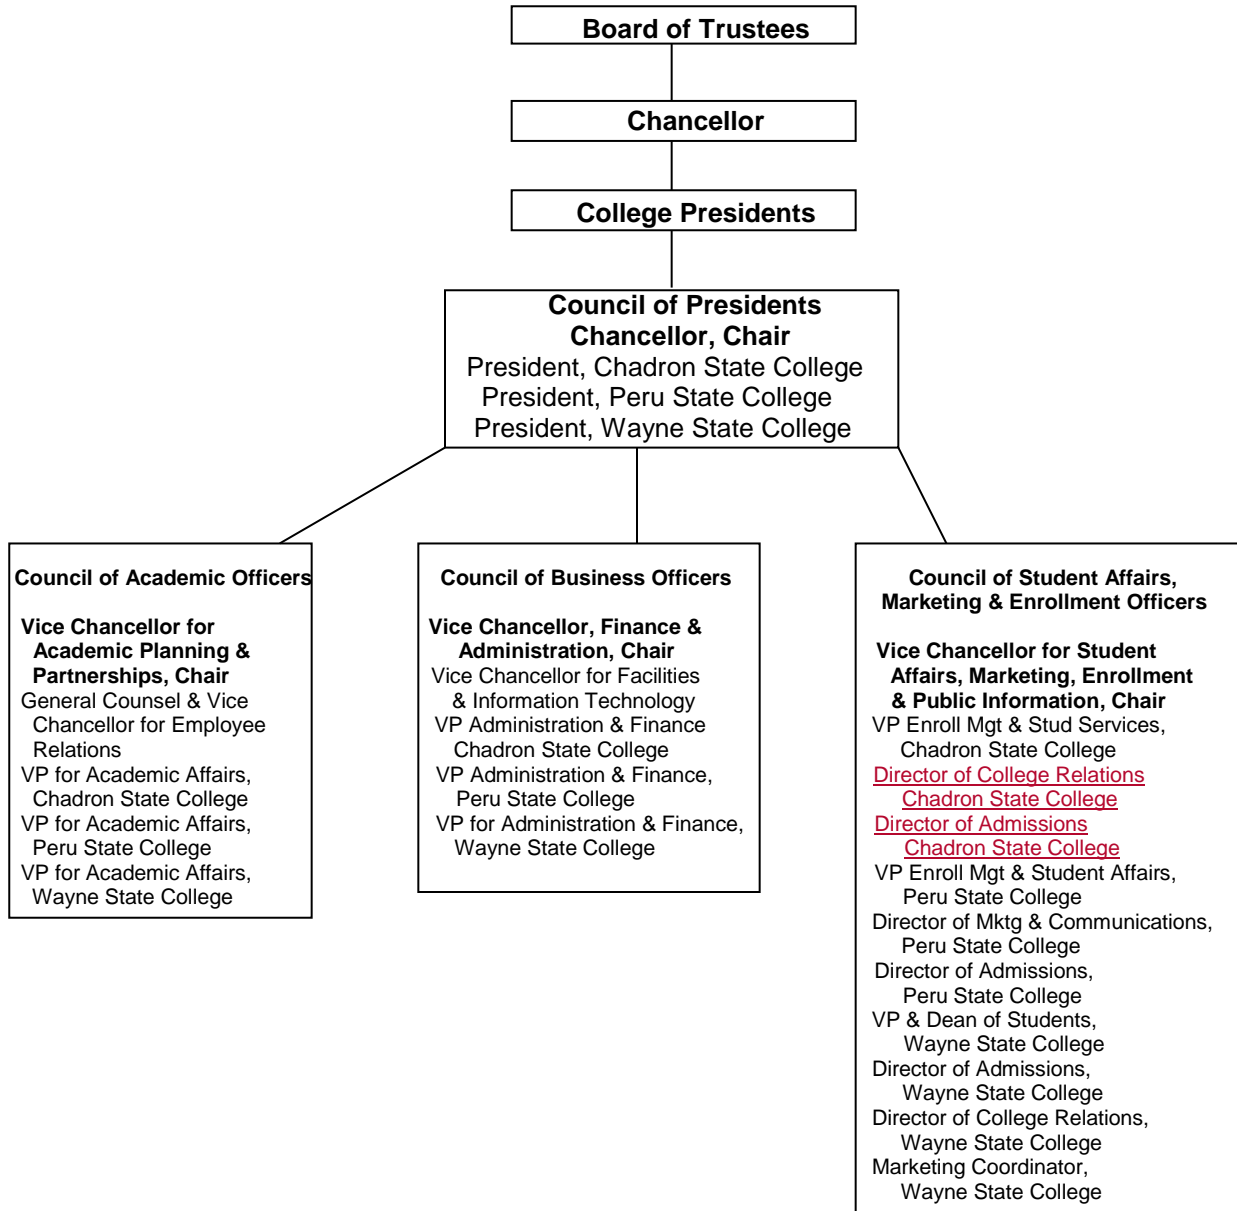 Board of Trustees
Chancellor
College Presidents
Council of Presidents
Chancellor, Chair
President, Chadron State College
President, Peru State College
President, Wayne State College
Council of Academic Officers
Vice Chancellor for
Academic Planning &
Partnerships, Chair
General Counsel & Vice
Chancellor for Employee
Relations
VP for Academic Affairs,
Chadron State College
VP for Academic Affairs,
Peru State College
VP for Academic Affairs,
Wayne State College
Council of Business Officers
Vice Chancellor, Finance &
Administration, Chair
Vice Chancellor for Facilities
& Information Technology
VP Administration & Finance
Chadron State College
VP Administration & Finance,
Peru State College
VP for Administration & Finance,
Wayne State College
Council of Student Affairs,
Marketing & Enrollment Officers
Vice Chancellor for Student
Affairs, Marketing, Enrollment
& Public Information, Chair
VP Enroll Mgt & Stud Services,
Chadron State College
Director of College Relations
Chadron State College
Director of Admissions
Chadron State College
VP Enroll Mgt & Student Affairs,
Peru State College
Director of Mktg & Communications,
Peru State College
Director of Admissions,
Peru State College
VP & Dean of Students,
Wayne State College
Director of Admissions,
Wayne State College
Director of College Relations,
Wayne State College
Marketing Coordinator,
Wayne State College